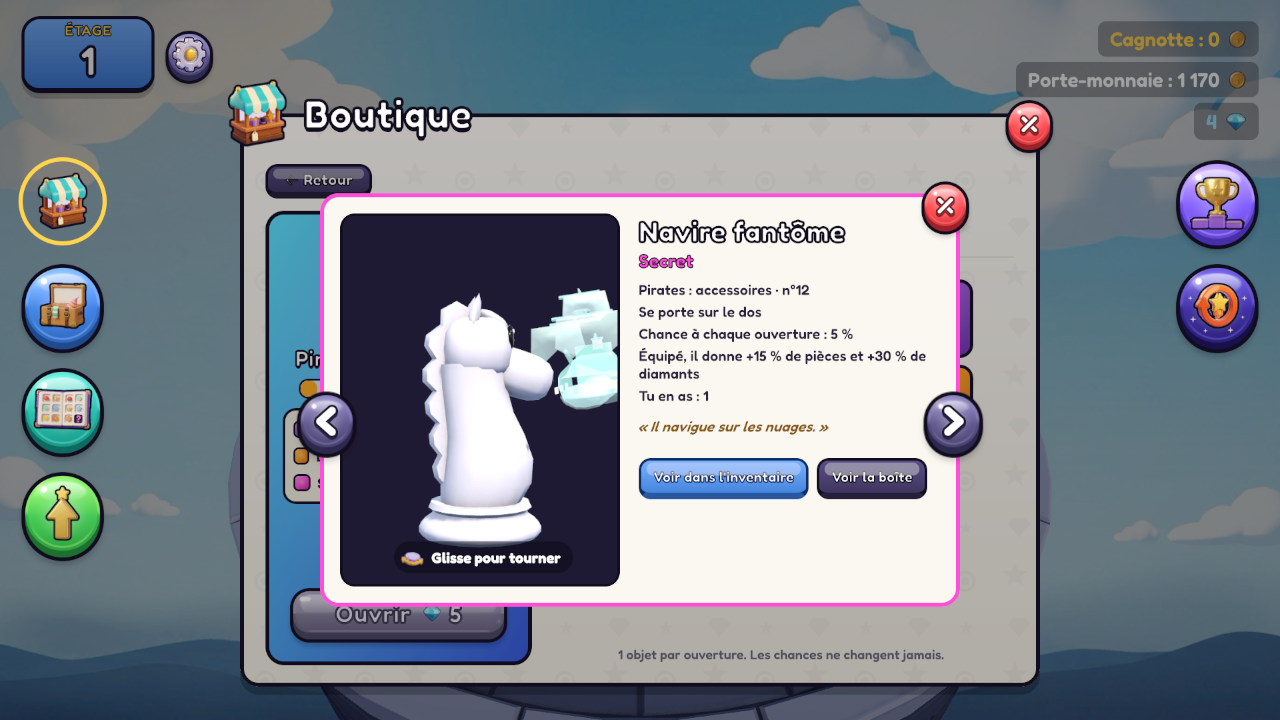 ÉTAGE
1
Cagnotte : 0
Porte-monnaie : 1 170
4
Boutique
← Retour
Navire fantôme
Secret
Pirates : accessoires · n°12
Se porte sur le dos
Chance à chaque ouverture : 5 %
Équipé, il donne +15 % de pièces et +30 % de
diamants
Tu en as : 1
« Il navigue sur les nuages. »
Voir dans l'inventaire
Voir la boîte
Pir
Glisse pour tourner
Ouvrir 5
1 objet par ouverture. Les chances ne changent jamais.